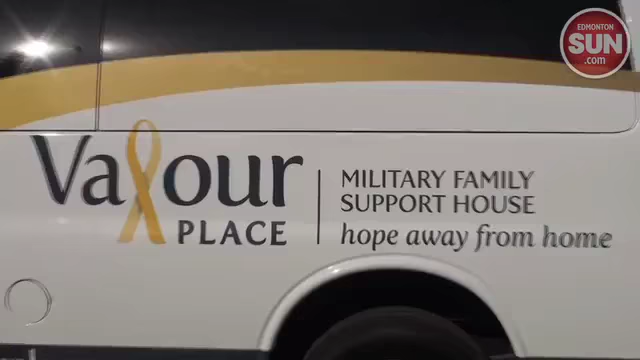 EDMONTON
SUN
.com
Valour
PLACE
MILITARY FAMILY
SUPPORT HOUSE
hope away from home